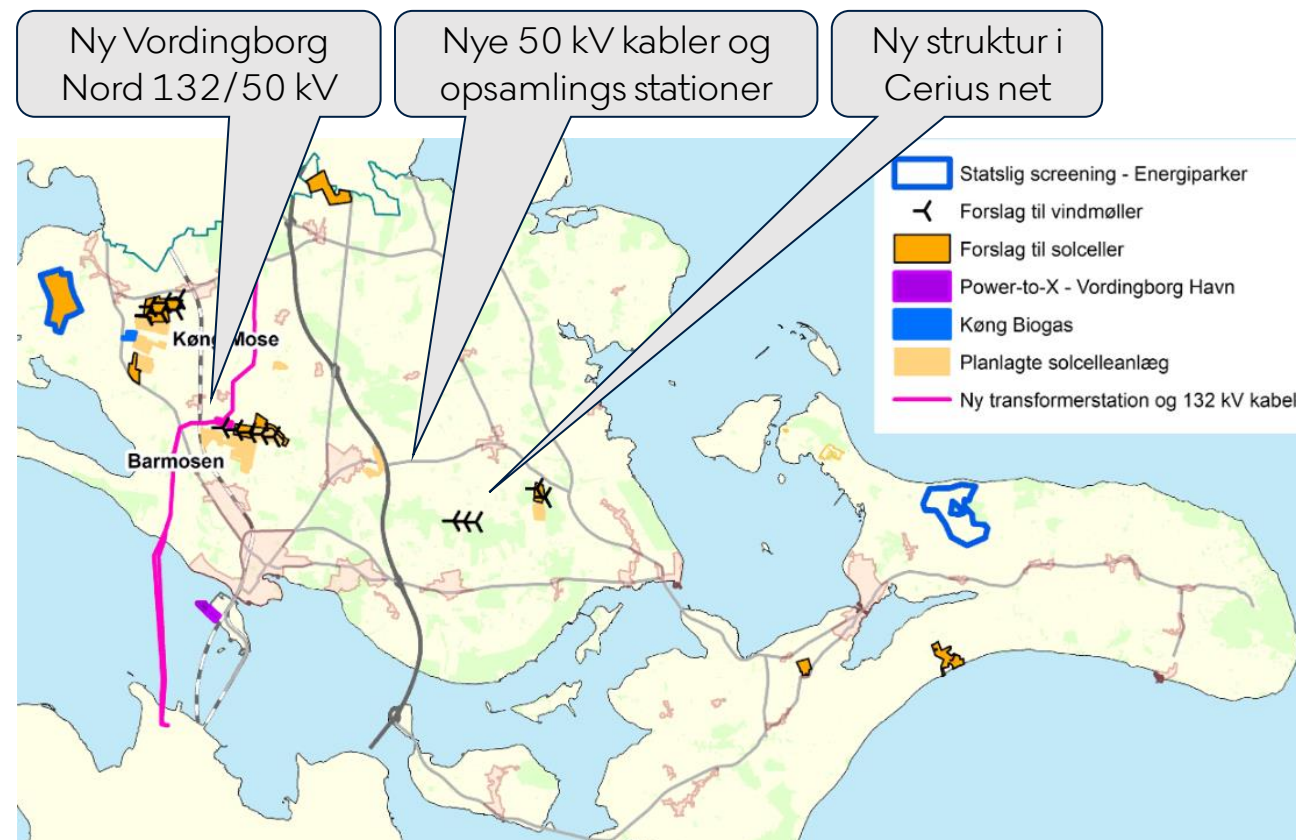 Ny Vordingborg
Nord 132/50 kV
Nye 50 kV kabler og
opsamlings stationer
Ny struktur i
Cerius net
Statslig screening - Energiparker
Forslag til vindmøller
Forslag til solceller
Power-to-X - Vordingborg Havn
Køng Biogas
Planlagte solcelleanlæg
Ny transformerstation og 132 kV kabel
Køng Mose
Barmosen